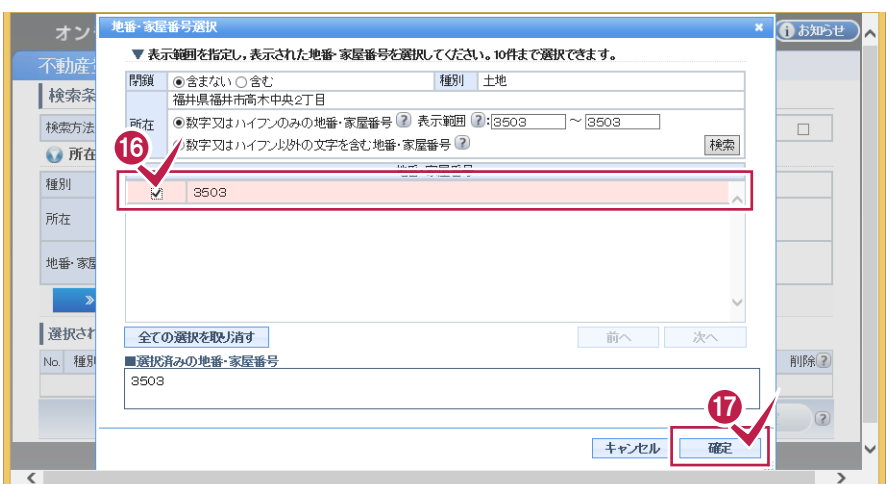 オン
地番・家屋番号選択
×
お知らせ
▼表示範囲を指定し，表示された地番・家屋番号を選択してください。10件まで選択できます。
不動産
閉鎖 ◉含まない ○含む 種別 土地
検索条
福井県福井市高木中央2丁目
検索方法
所在 ◉数字又はハイフンのみの地番・家屋番号 ? 表示範囲 ?:3503 ～ 3503
○数字又はハイフン以外の文字を含む地番・家屋番号 ? 検索
所在
16
地番・家屋番号
種別
3503
所在
地番・家屋
»
全ての選択を取り消す 前へ 次へ
選択され
No. 種別
■選択済みの地番・家屋番号
削除?
3503
17
?
キャンセル 確定